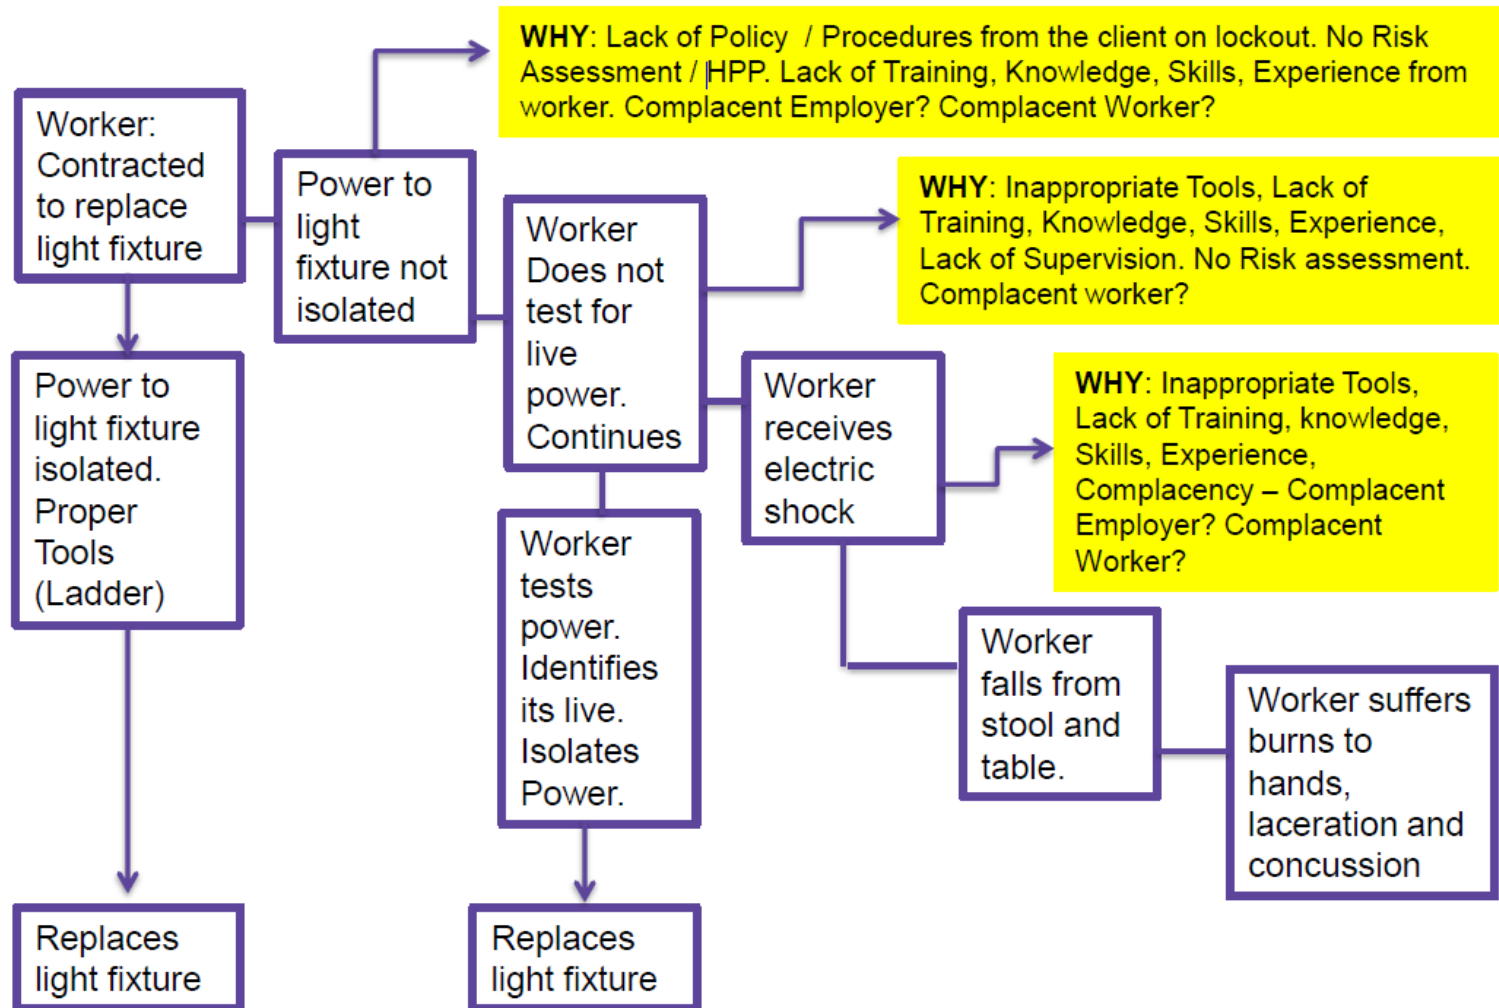 WHY: Lack of Policy / Procedures from the client on lockout. No Risk
Assessment / HPP. Lack of Training, Knowledge, Skills, Experience from
worker. Complacent Employer? Complacent Worker?
Worker:
Contracted
to replace
light fixture
Power to
light
fixture not
isolated
Worker
Does not
test for
live
power.
Continues
WHY: Inappropriate Tools, Lack of
Training, Knowledge, Skills, Experience,
Lack of Supervision. No Risk assessment.
Complacent worker?
Power to
light fixture
isolated.
Proper
Tools
(Ladder)
Worker
receives
electric
shock
WHY: Inappropriate Tools,
Lack of Training, knowledge,
Skills, Experience,
Complacency – Complacent
Employer? Complacent
Worker?
Worker
tests
power.
Identifies
its live.
Isolates
Power.
Worker
falls from
stool and
table.
Worker suffers
burns to
hands,
laceration and
concussion
Replaces
light fixture
Replaces
light fixture